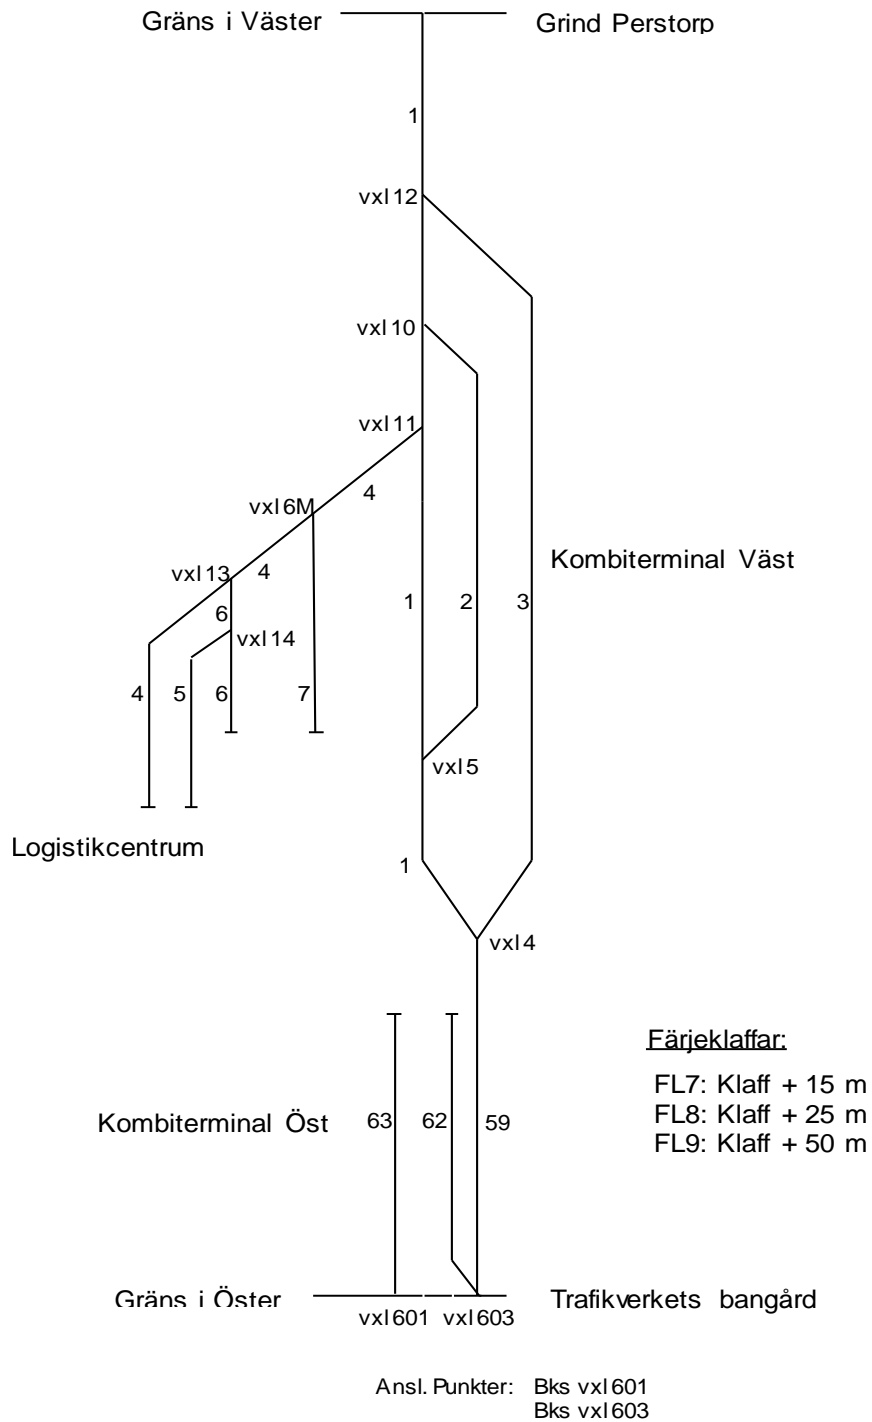 Gräns i Väster
Grind Perstorp
1
vxl12
vxl10
vxl11
4
vxl6M
Kombiterminal Väst
vxl13
4
1
2
3
6
vxl14
4
5
6
7
vxl5
Logistikcentrum
1
vxl4
Färjeklaffar:
FL7: Klaff + 15 m
FL8: Klaff + 25 m
FL9: Klaff + 50 m
Kombiterminal Öst
63
62
59
Gräns i Öster
Trafikverkets bangård
vxl601
vxl603
Ansl. Punkter: Bks vxl601
Bks vxl603